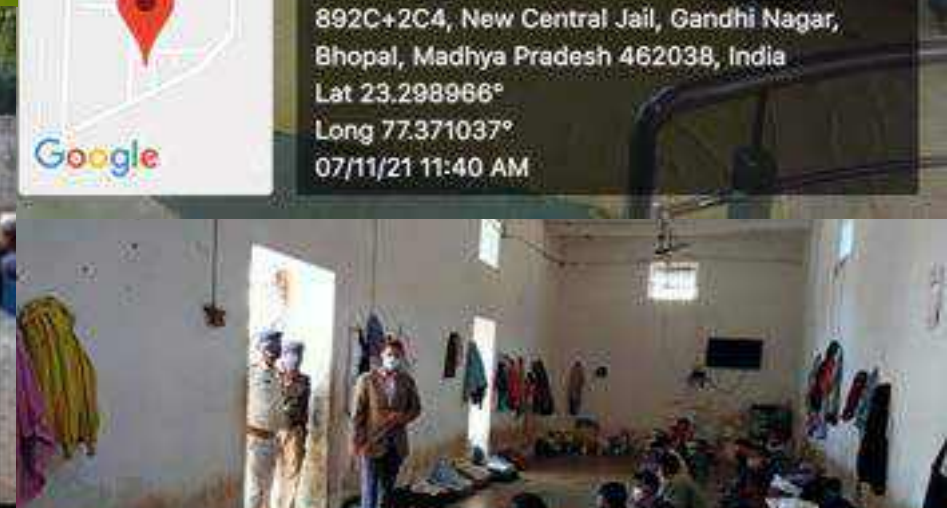 892C+2C4, New Central Jail, Gandhi Nagar,
Bhopal, Madhya Pradesh 462038, India
Lat 23.298966°
Long 77.371037°
07/11/21 11:40 AM
Google